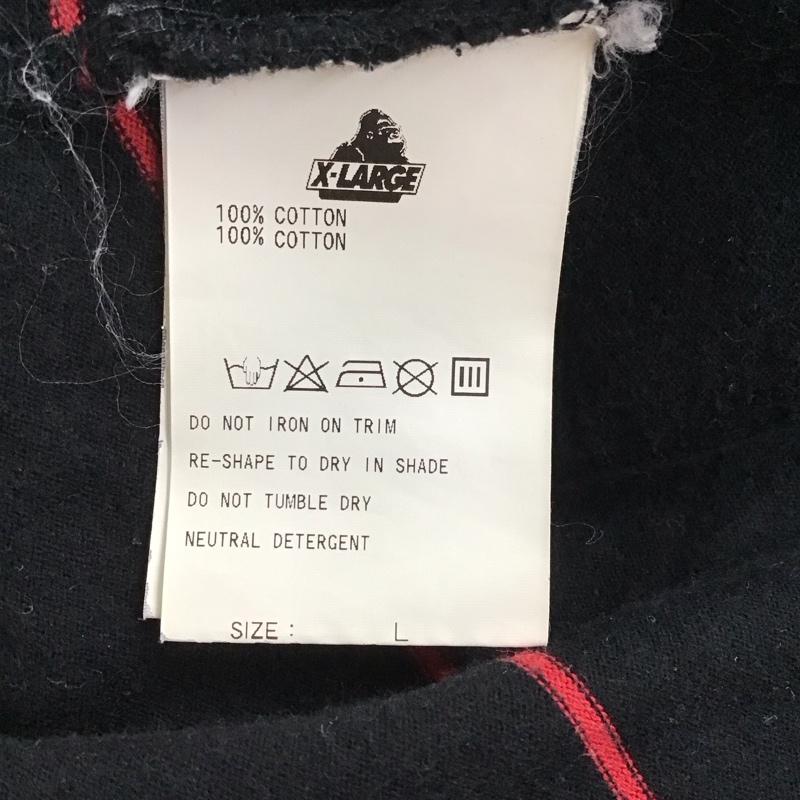 X-LARGE
100% COTTON
100% COTTON
DO NOT IRON ON TRIM
RE-SHAPE TO DRY IN SHADE
DO NOT TUMBLE DRY
NEUTRAL DETERGENT
SIZE : L